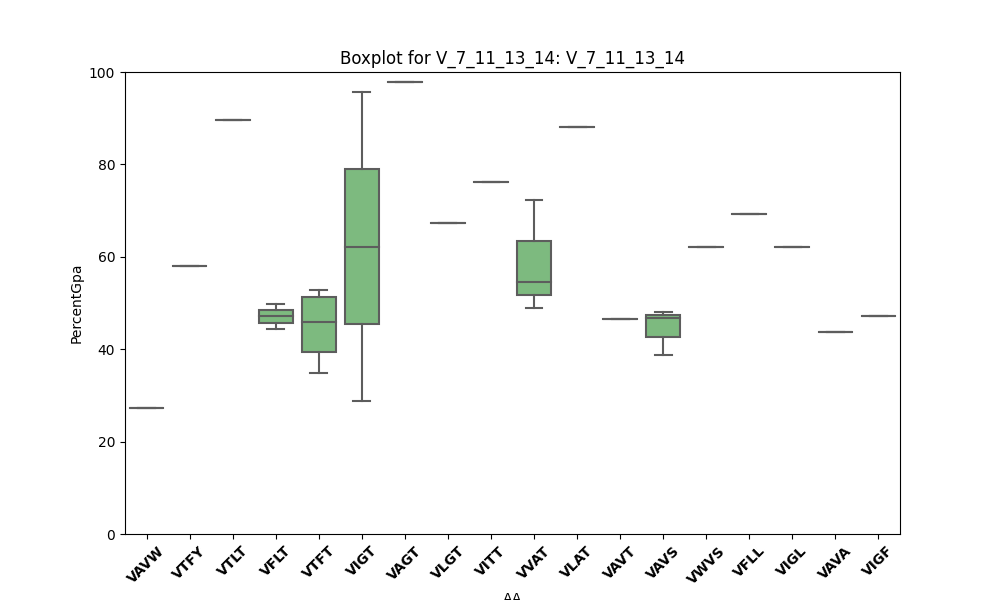 Boxplot for V_7_11_13_14: V_7_11_13_14
PercentGpa
100
80
60
40
20
0
VAVW
VTFY
VTLT
VFLT
VTFT
VIGT
VAGT
VLGT
VITT
VVAT
VLAT
VAVT
VAVS
VWVS
VFLL
VIGL
VAVA
VIGF
AA